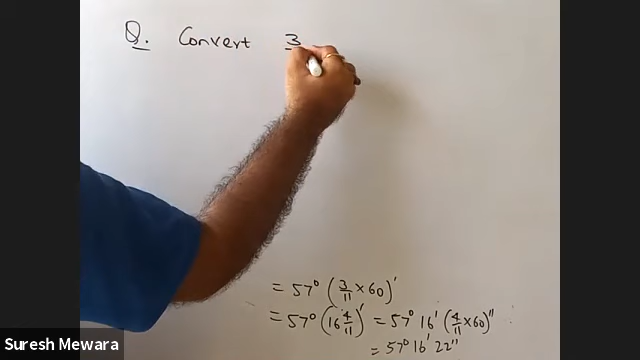 Q. Convert 3
= 57° (3/11 × 60)'
= 57° (16 4/11)' = 57° 16' (4/11 × 60)"
= 57° 16' 22"
Suresh Mewara